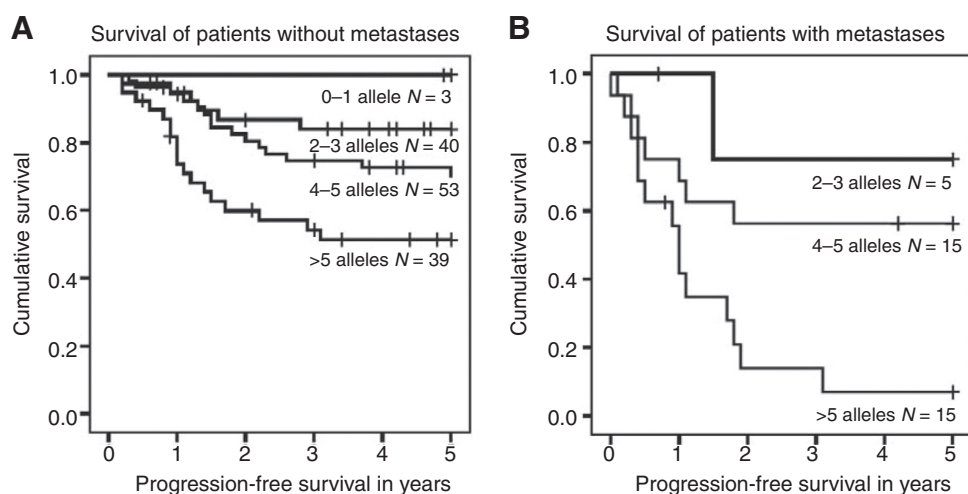 A
Survival of patients without metastases
Cumulative survival
1.0
0.8
0.6
0.4
0.2
0.0
0–1 allele N = 3
2–3 alleles N = 40
4–5 alleles N = 53
>5 alleles N = 39
0 1 2 3 4 5
Progression-free survival in years
B
Survival of patients with metastases
Cumulative survival
1.0
0.8
0.6
0.4
0.2
0.0
2–3 alleles N = 5
4–5 alleles N = 15
>5 alleles N = 15
0 1 2 3 4 5
Progression-free survival in years